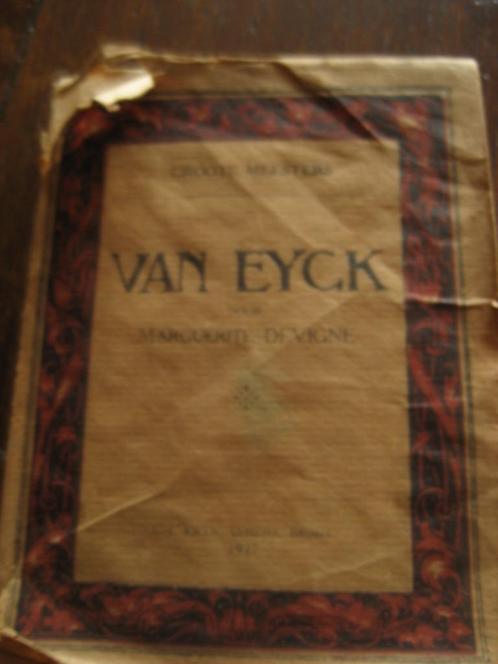 GROOTE MEESTERS
VAN EYCK
DOOR
MARGUERITE DEVIGNE